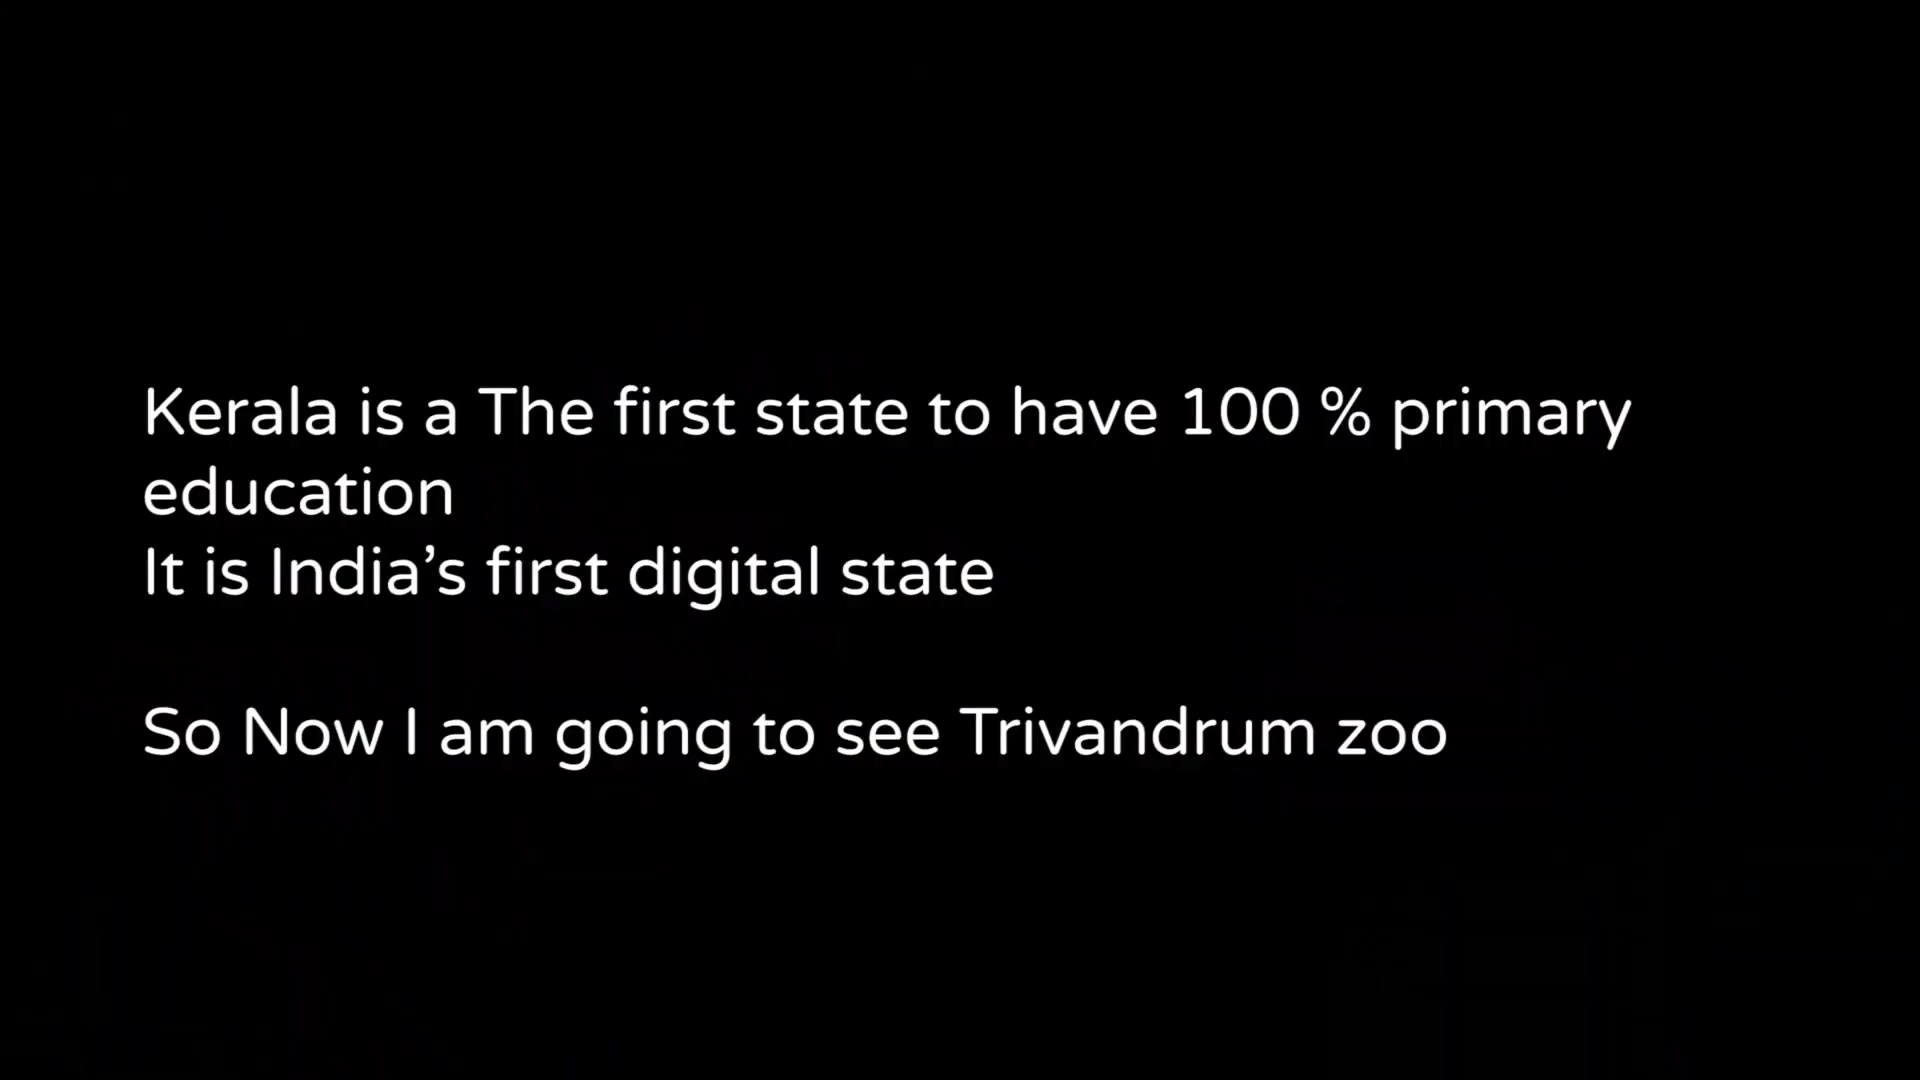 Kerala is a The first state to have 100 % primary
education
It is India’s first digital state
So Now I am going to see Trivandrum zoo